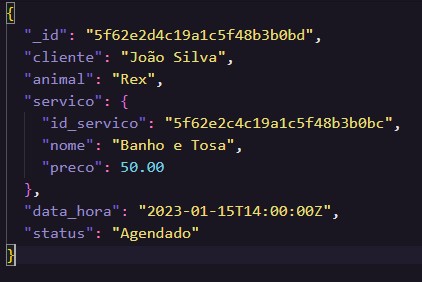 {
"_id": "5f62e2d4c19a1c5f48b3b0bd",
"cliente": "João Silva",
"animal": "Rex",
"servico": {
"id_servico": "5f62e2c4c19a1c5f48b3b0bc",
"nome": "Banho e Tosa",
"preco": 50.00
},
"data_hora": "2023-01-15T14:00:00Z",
"status": "Agendado"
}